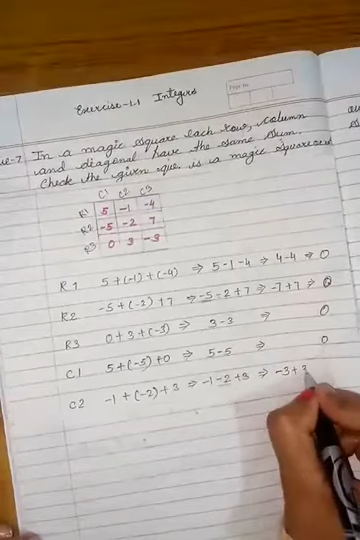 Exercise-1.1 Integers
Page No.
Que-7 In a magic square each row, column
and diagonal have the same sum.
Check the given sque. is a magic square
C1 C2 C3
R1 5 -1 -4
R2 -5 -2 7
R3 0 3 -3
R1 5+(-1)+(-4) ⇒ 5-1-4 ⇒ 4-4 ⇒ 0
R2 -5+(-2)+7 ⇒ -5-2+7 ⇒ -7+7 ⇒ 0
R3 0+3+(-3) ⇒ 3-3 ⇒ 0
C1 5+(-5)+0 ⇒ 5-5 ⇒ 0
C2 -1+(-2)+3 ⇒ -1-2+3 ⇒ -3+3